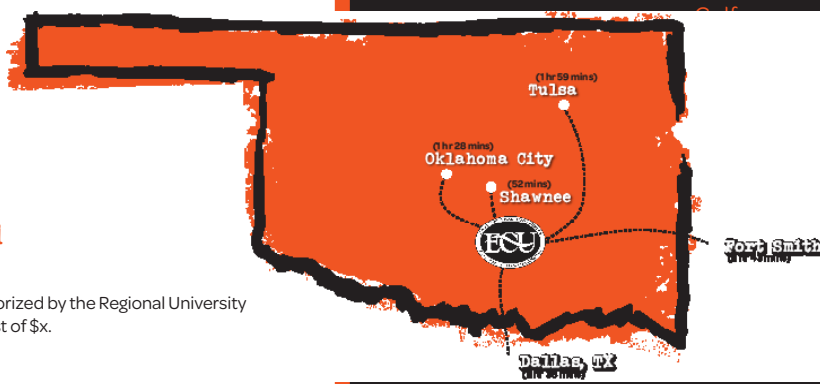 (1 hr 59 mins)
Tulsa
(1 hr 28 mins)
Oklahoma City
(52 mins)
Shawnee
ECU
Fort Smith
orized by the Regional University
t of $x.
Dallas, TX